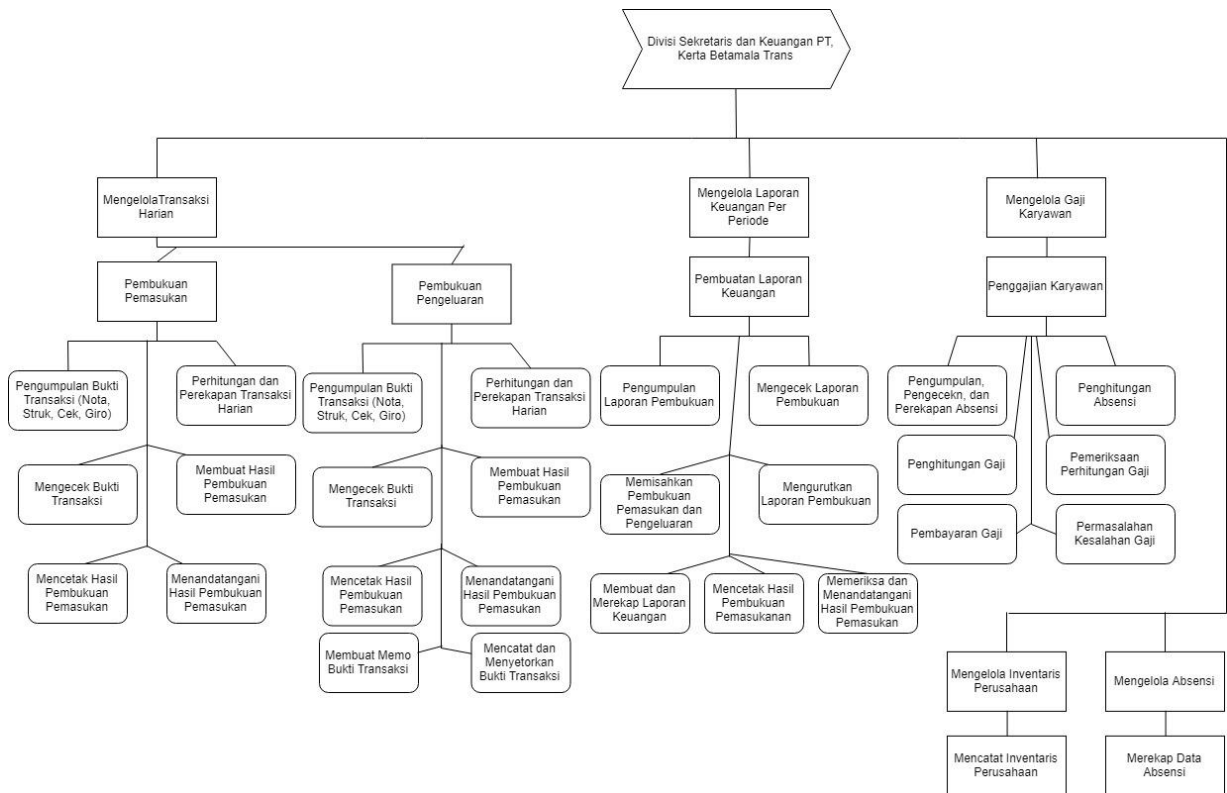 Divisi Sekretaris dan Keuangan PT,
Kerta Betamala Trans
MengelolaTransaksi
Harian
Mengelola Laporan
Keuangan Per
Periode
Mengelola Gaji
Karyawan
Pembukuan
Pemasukan
Pembukuan
Pengeluaran
Pembuatan Laporan
Keuangan
Penggajian Karyawan
Pengumpulan Bukti
Transaksi (Nota,
Struk, Cek, Giro)
Perhitungan dan
Perekapan Transaksi
Harian
Pengumpulan Bukti
Transaksi (Nota,
Struk, Cek, Giro)
Perhitungan dan
Perekapan Transaksi
Harian
Pengumpulan
Laporan Pembukuan
Mengecek Laporan
Pembukuan
Pengumpulan,
Pengecekn, dan
Perekapan Absensi
Penghitungan
Absensi
Mengecek Bukti
Transaksi
Membuat Hasil
Pembukuan
Pemasukan
Mengecek Bukti
Transaksi
Membuat Hasil
Pembukuan
Pemasukan
Memisahkan
Pembukuan
Pemasukan dan
Pengeluaran
Mengurutkan
Laporan Pembukuan
Penghitungan Gaji
Pemeriksaan
Perhitungan Gaji
Pembayaran Gaji
Permasalahan
Kesalahan Gaji
Mencetak Hasil
Pembukuan
Pemasukan
Menandatangani
Hasil Pembukuan
Pemasukan
Mencetak Hasil
Pembukuan
Pemasukan
Menandatangani
Hasil Pembukuan
Pemasukan
Membuat dan
Merekap Laporan
Keuangan
Mencetak Hasil
Pembukuan
Pemasukanan
Memeriksa dan
Menandatangani
Hasil Pembukuan
Pemasukan
Membuat Memo
Bukti Transaksi
Mencatat dan
Menyetorkan
Bukti Transaksi
Mengelola Inventaris
Perusahaan
Mengelola Absensi
Mencatat Inventaris
Perusahaan
Merekap Data
Absensi